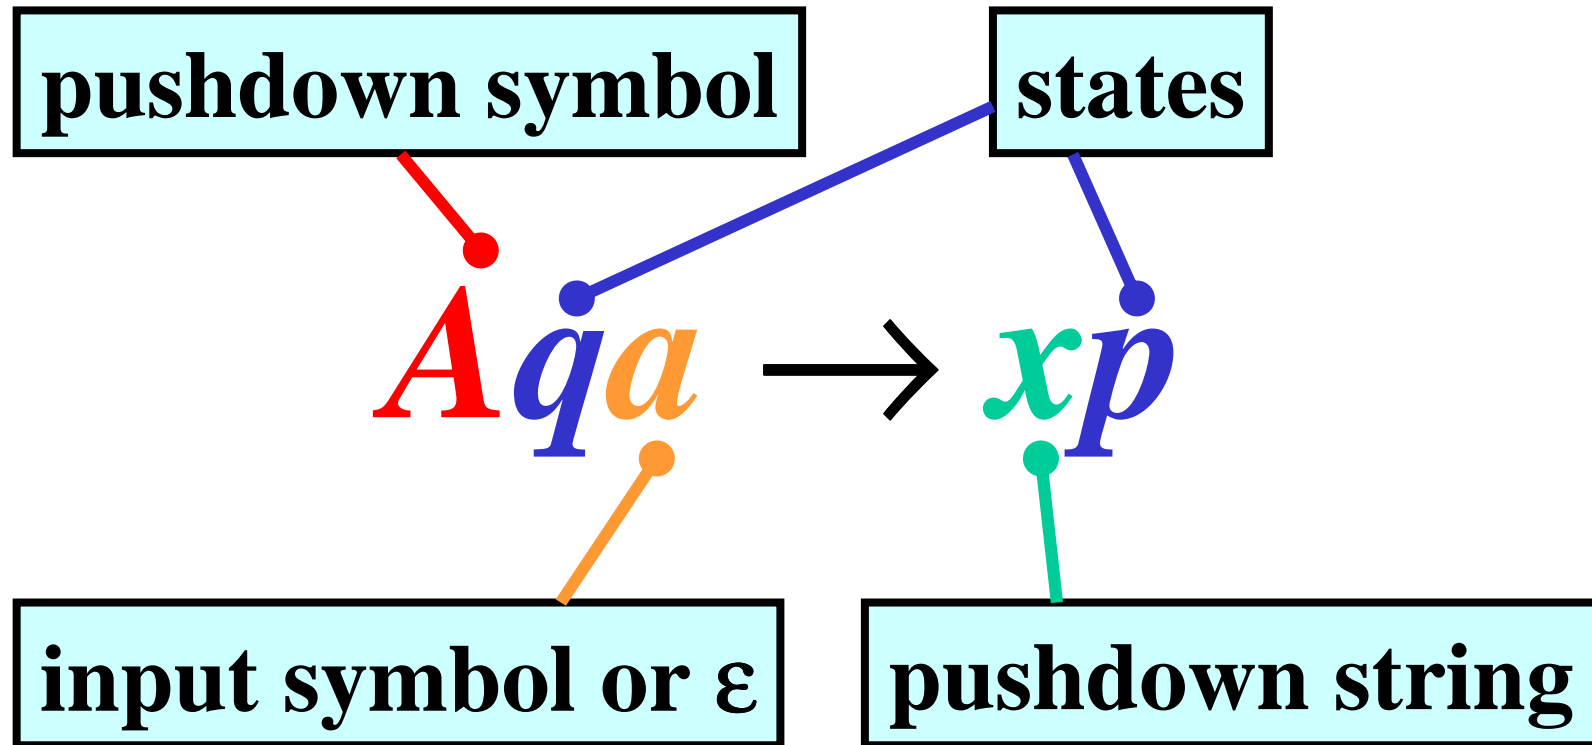 pushdown symbol
states
Aqa → xp
input symbol or ε
pushdown string